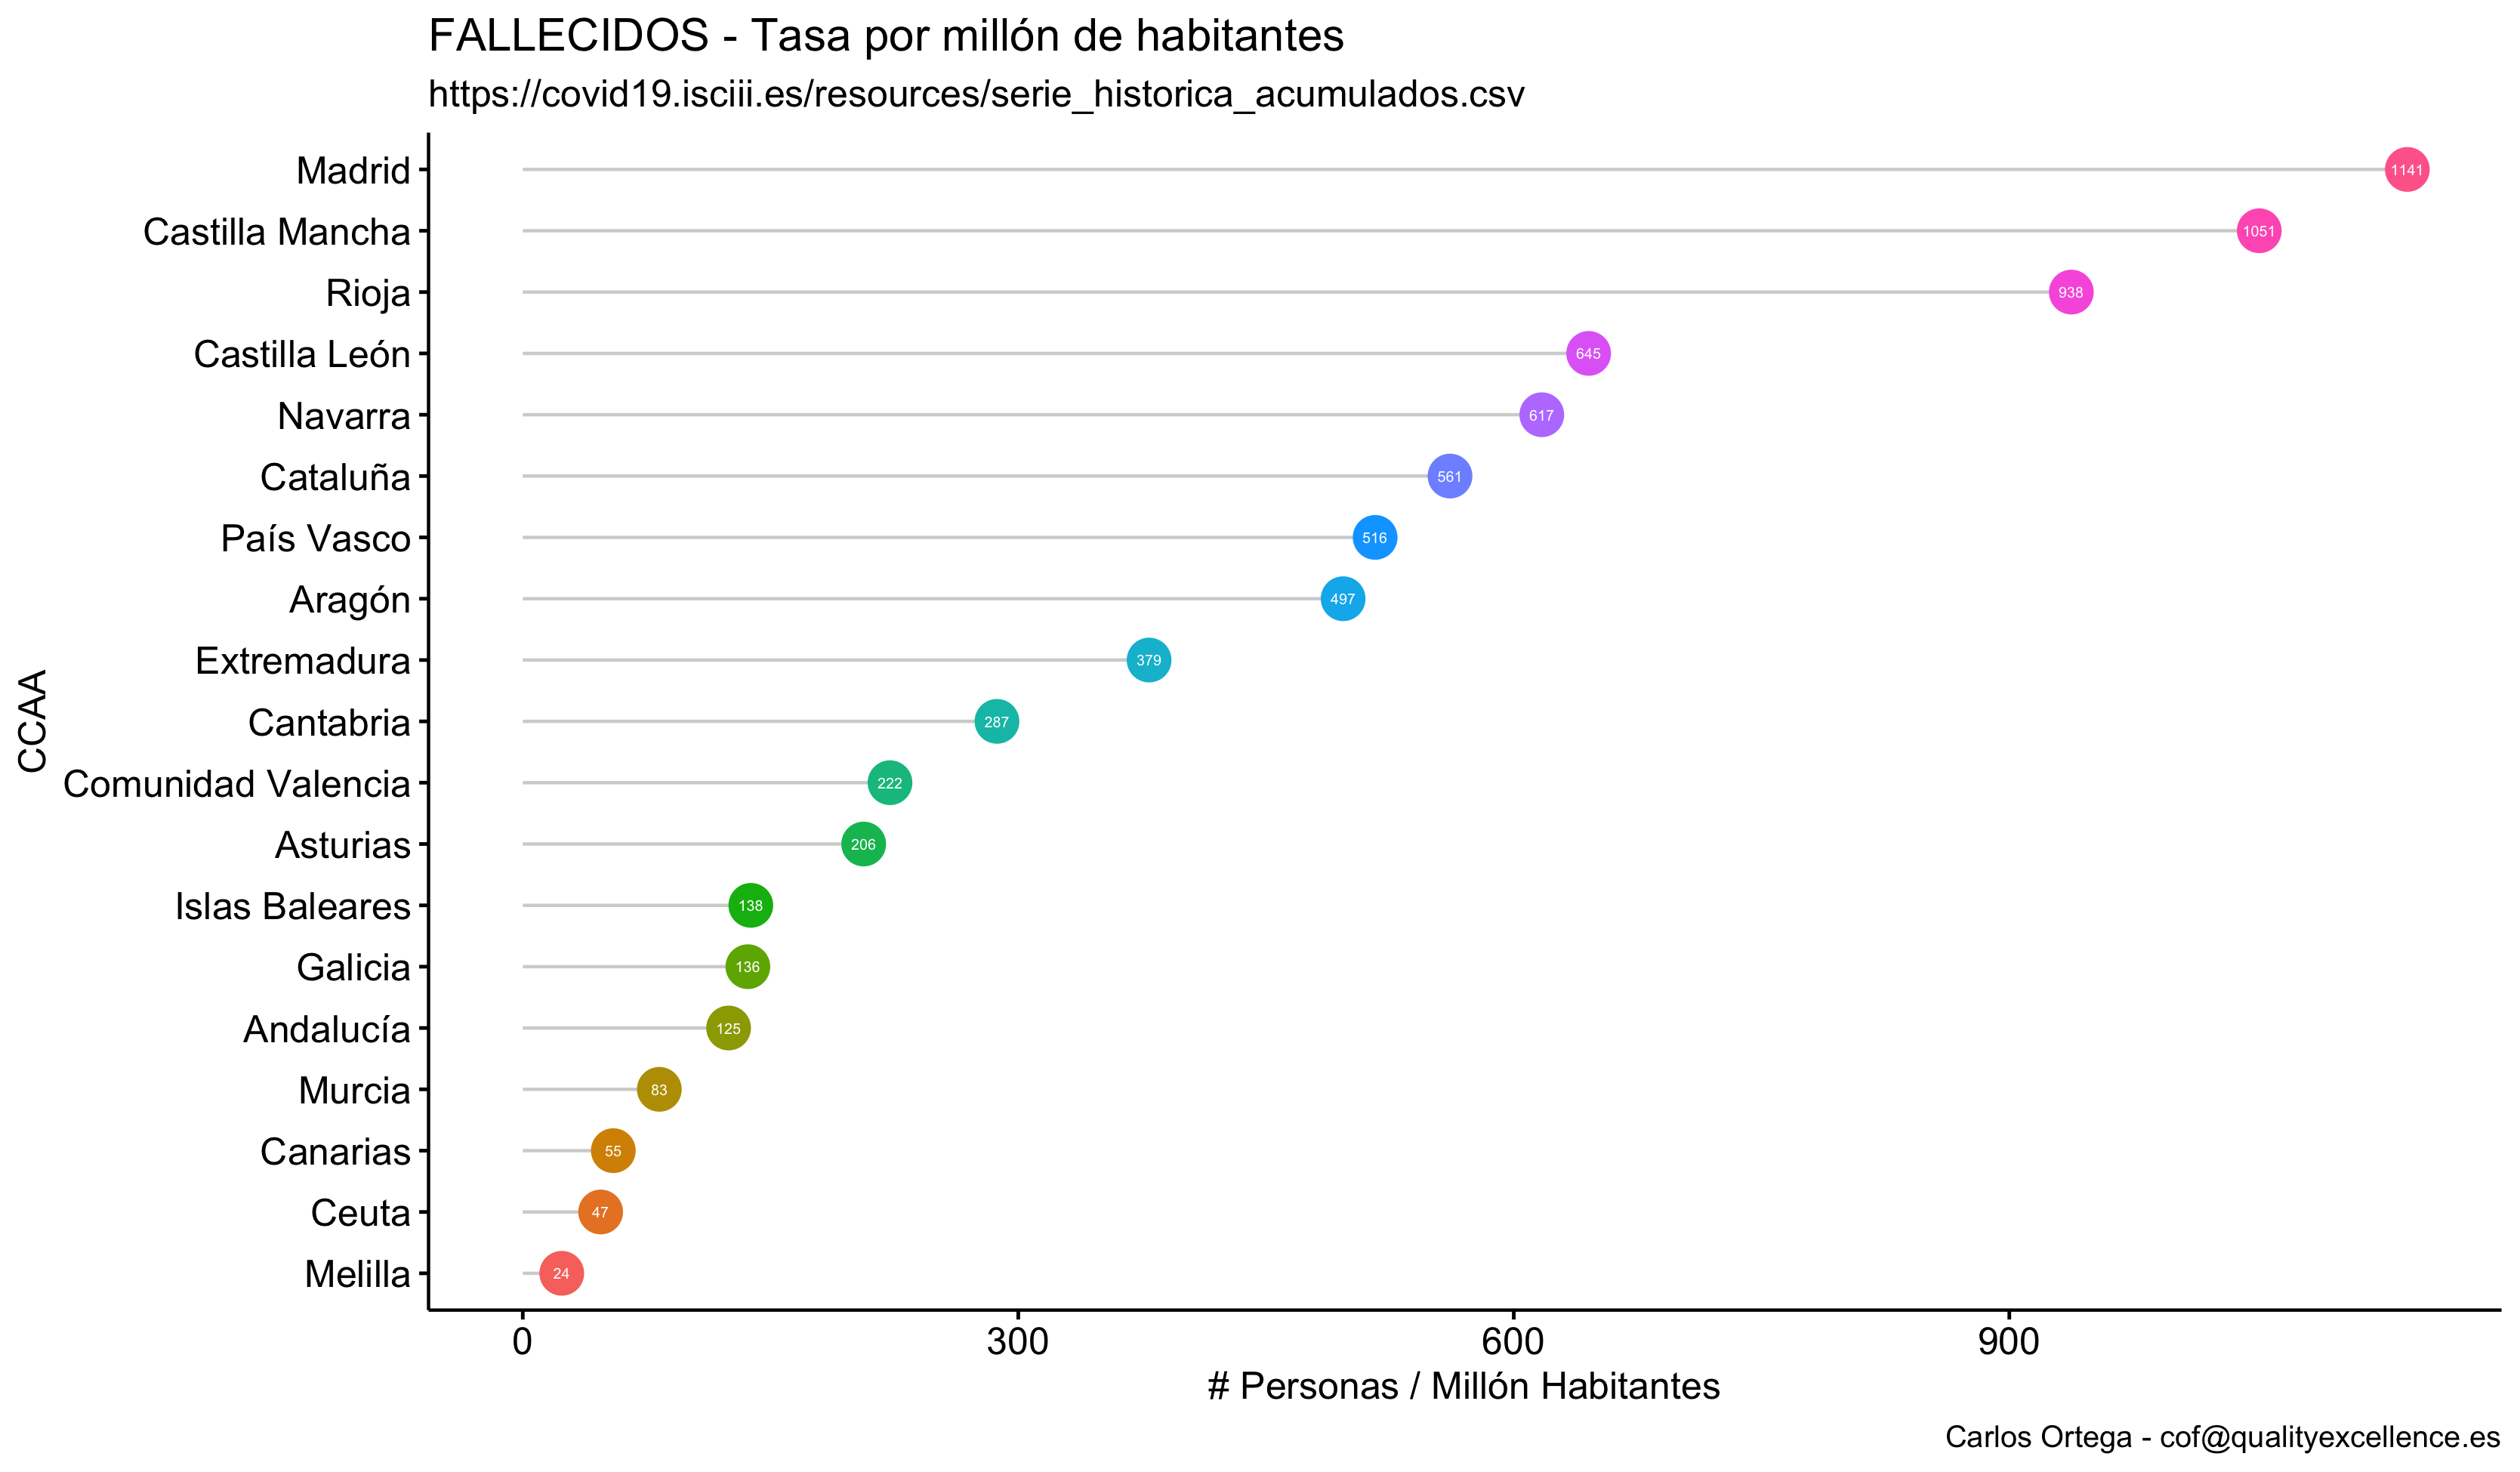 FALLECIDOS - Tasa por millón de habitantes
https://covid19.isciii.es/resources/serie_historica_acumulados.csv
CCAA
Madrid 1141
Castilla Mancha 1051
Rioja 938
Castilla León 645
Navarra 617
Cataluña 561
País Vasco 516
Aragón 497
Extremadura 379
Cantabria 287
Comunidad Valencia 222
Asturias 206
Islas Baleares 138
Galicia 136
Andalucía 125
Murcia 83
Canarias 55
Ceuta 47
Melilla 24
0 300 600 900
# Personas / Millón Habitantes
Carlos Ortega - cof@qualityexcellence.es